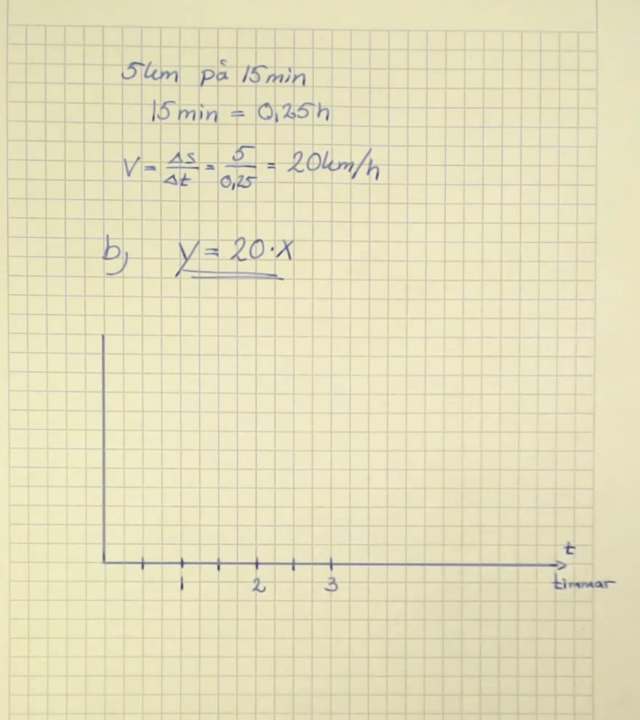 5km på 15min
15min = 0,25h
V = Δs/Δt = 5/0,25 = 20km/h
b) y = 20·x
t
1 2 3 timmar